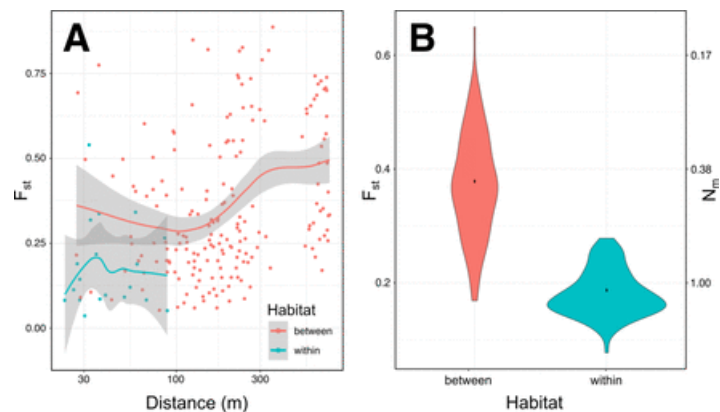 A
0.75
0.50
0.25
0.00
Fst
30
100
300
Distance (m)
Habitat
between
within
B
0.6
0.4
0.2
Fst
0.17
0.38
1.00
Nm
between
within
Habitat